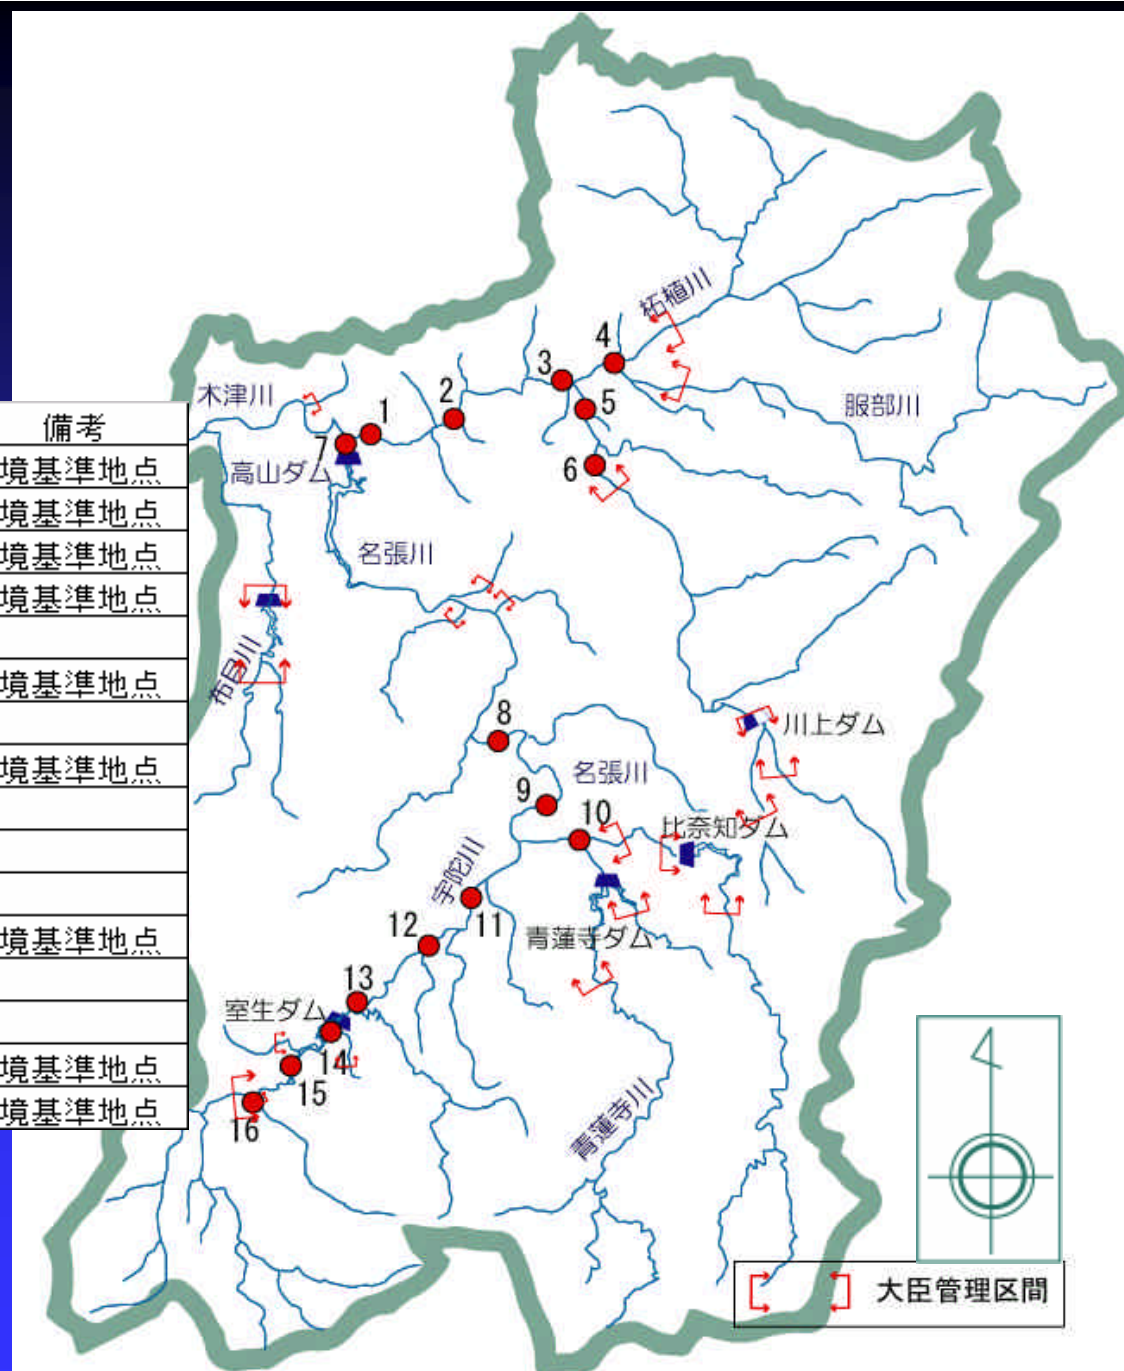 備考
境基準地点
境基準地点
境基準地点
境基準地点
境基準地点
境基準地点
境基準地点
境基準地点
境基準地点
柘植川
4
3
木津川
2
1
5
服部川
7
高山ダム
6
名張川
布目川
8
川上ダム
名張川
9
10
比奈知ダム
宇陀川
11
12
青蓮寺ダム
13
室生ダム
14
15
16
青蓮寺川
大臣管理区間